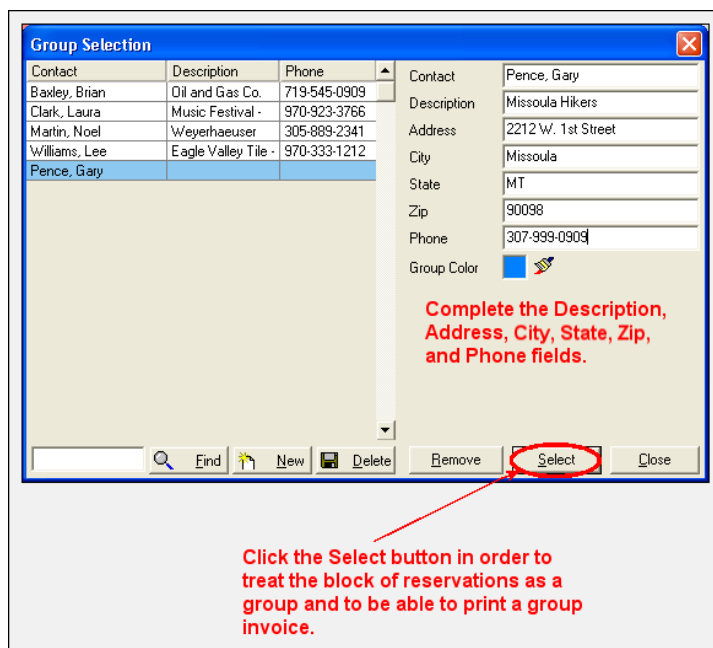 Group Selection
Contact Description Phone
Baxley, Brian Oil and Gas Co. 719-545-0909
Clark, Laura Music Festival - 970-923-3766
Martin, Noel Weyerhaeuser 305-889-2341
Williams, Lee Eagle Valley Tile - 970-333-1212
Pence, Gary
Contact Pence, Gary
Description Missoula Hikers
Address 2212 W. 1st Street
City Missoula
State MT
Zip 90098
Phone 307-999-0909
Group Color
Complete the Description,
Address, City, State, Zip,
and Phone fields.
Find New Delete Remove Select Close
Click the Select button in order to
treat the block of reservations as a
group and to be able to print a group
invoice.